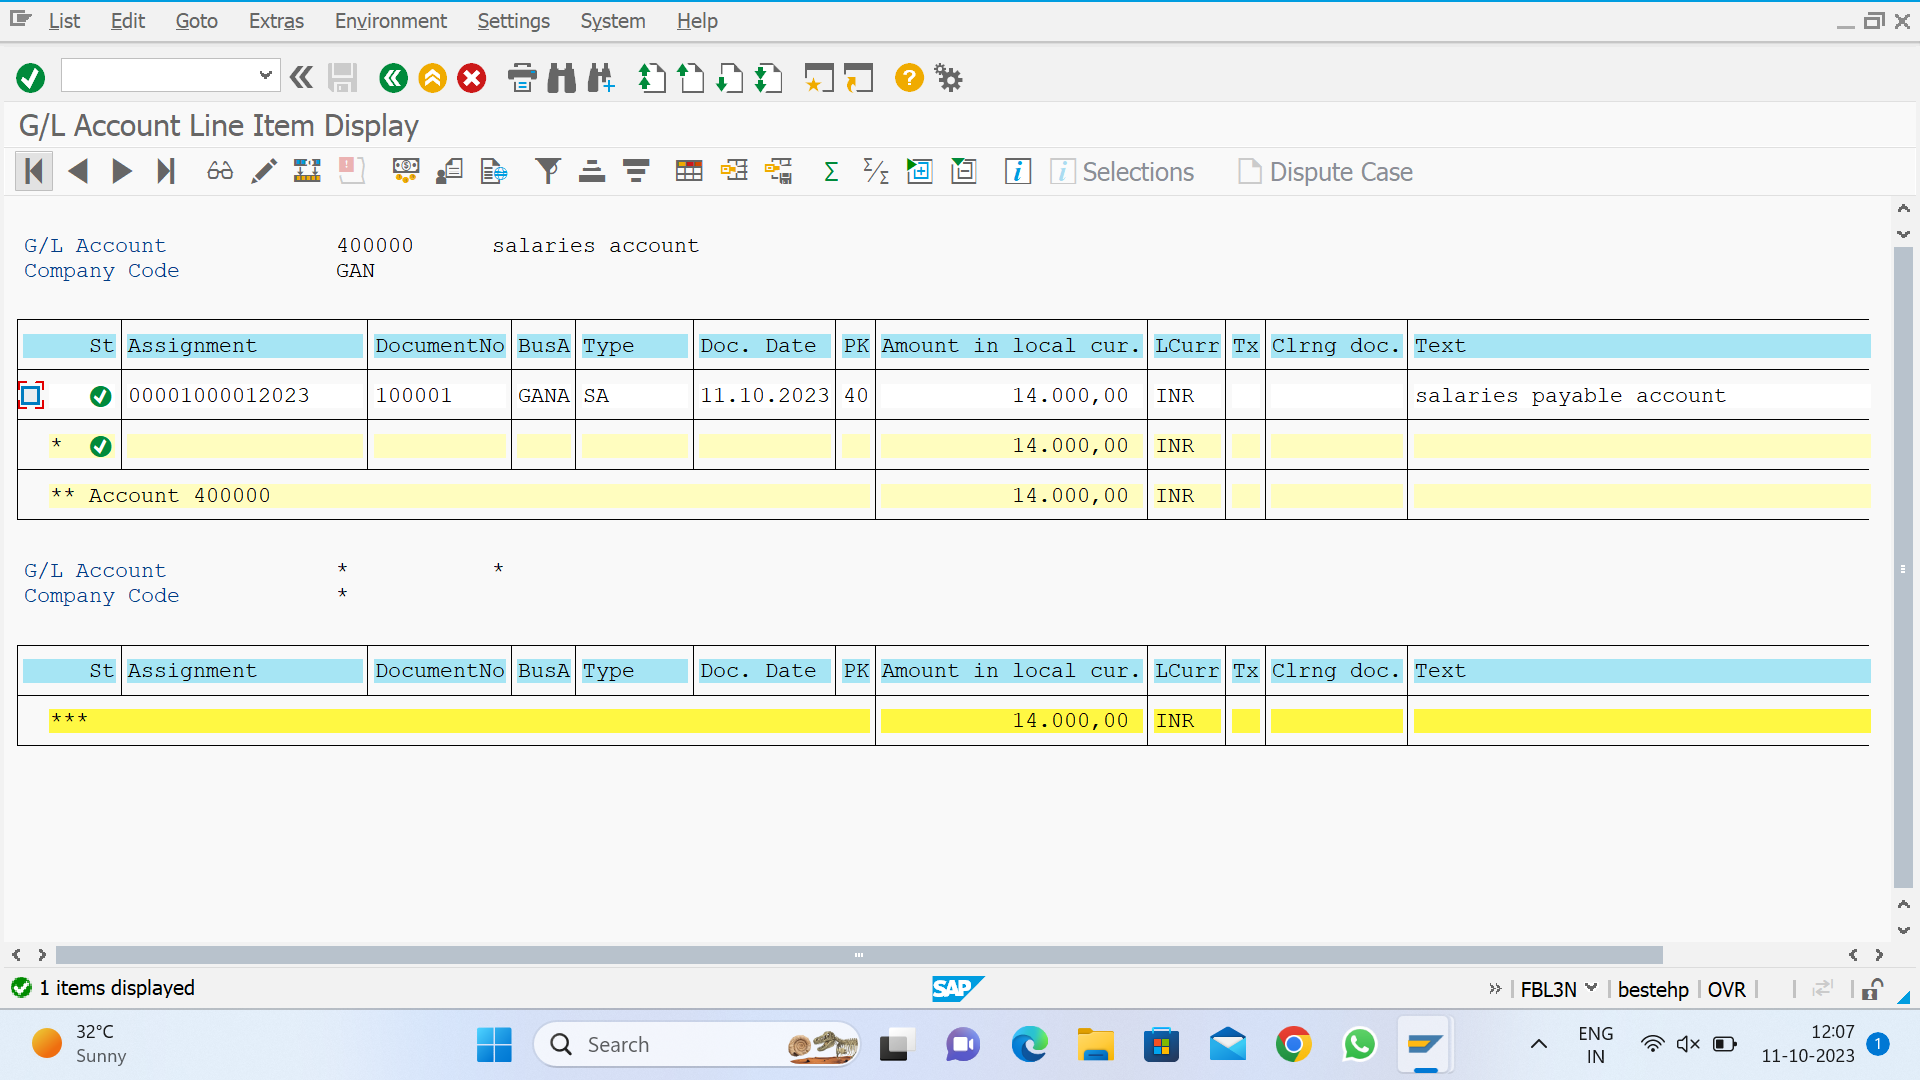 List Edit Goto Extras Environment Settings System Help
G/L Account Line Item Display
Selections Dispute Case
G/L Account 400000 salaries account
Company Code GAN
St Assignment DocumentNo BusA Type Doc. Date PK Amount in local cur. LCurr Tx Clrng doc. Text
00001000012023 100001 GANA SA 11.10.2023 40 14.000,00 INR salaries payable account
* 14.000,00 INR
** Account 400000 14.000,00 INR
G/L Account * *
Company Code *
St Assignment DocumentNo BusA Type Doc. Date PK Amount in local cur. LCurr Tx Clrng doc. Text
*** 14.000,00 INR
1 items displayed SAP FBL3N bestehp OVR
32°C
Sunny
Search
ENG
IN
12:07
11-10-2023
1